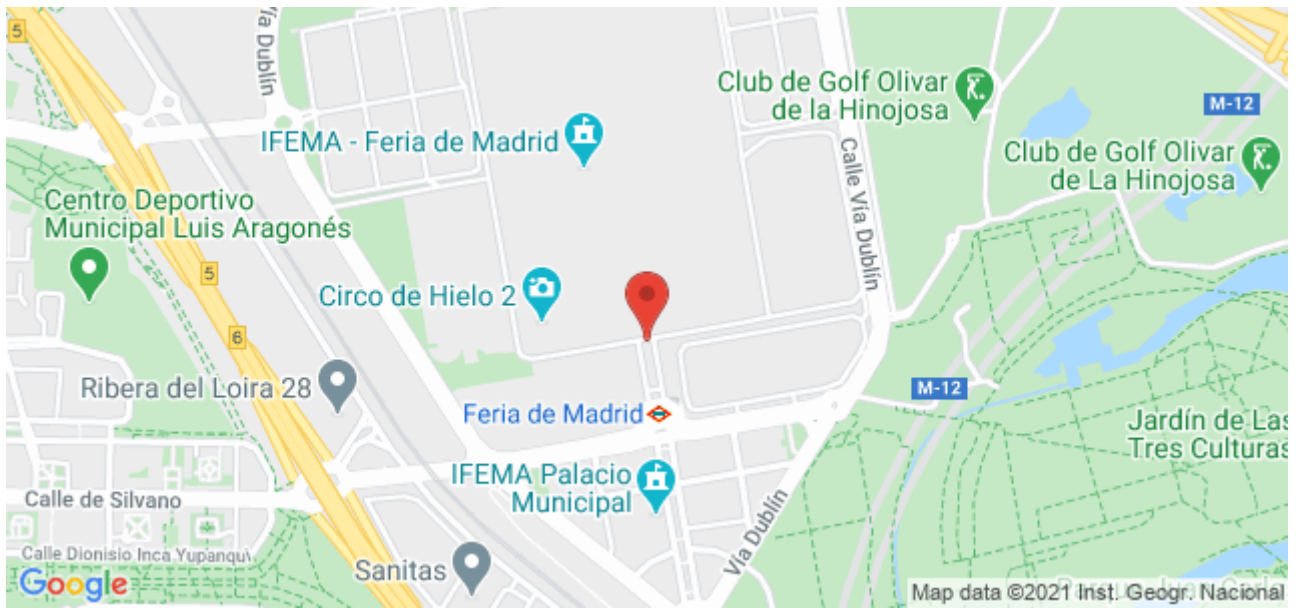 5
Vía Dublín
Club de Golf Olivar
de la Hinojosa
M-12
IFEMA - Feria de Madrid
Calle Vía Dublín
Club de Golf Olivar
de La Hinojosa
Centro Deportivo
Municipal Luis Aragonés
5
Circo de Hielo 2
6
Ribera del Loira 28
M-12
Feria de Madrid
Jardín de Las
Tres Culturas
IFEMA Palacio
Municipal
Calle de Silvano
Vía Dublín
Calle Dionisio Inca Yupanqui
Sanitas
Google
Map data ©2021 Inst. Geogr. Nacional